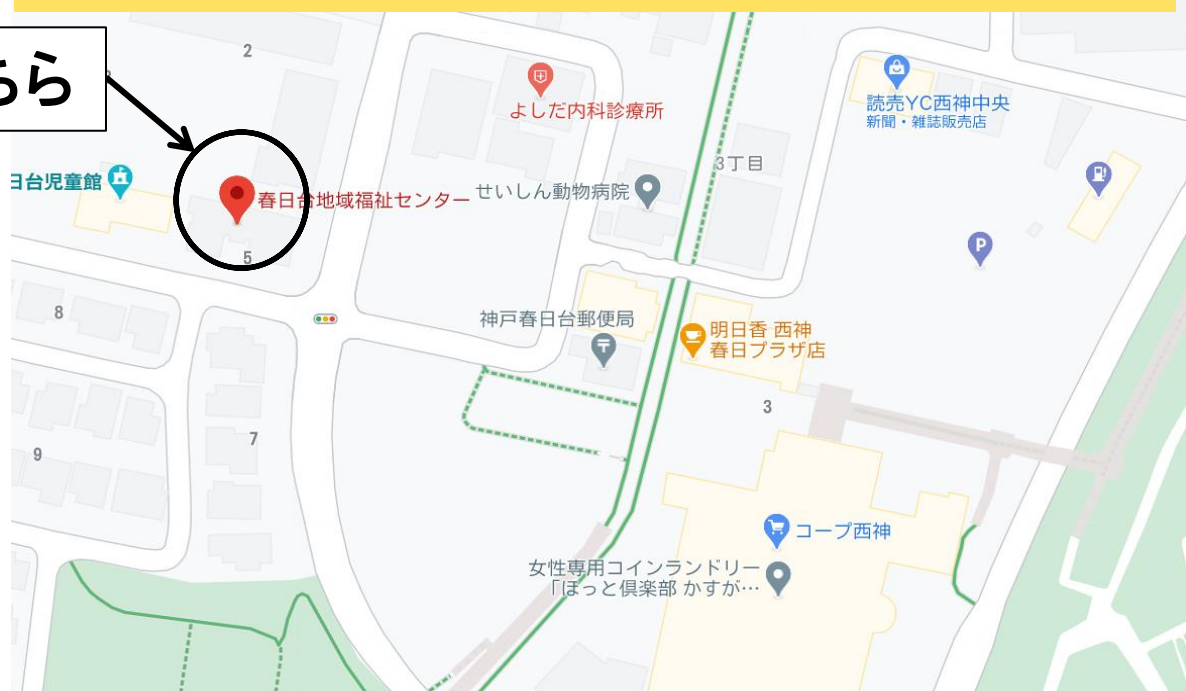 ちら
2
よしだ内科診療所
読売YC西神中央
新聞・雑誌販売店
3丁目
日台児童館
春日台地域福祉センター
せいしん動物病院
P
5
8
神戸春日台郵便局
〒
明日香 西神
春日プラザ店
3
7
9
コープ西神
女性専用コインランドリー
「ほっと倶楽部 かすが…